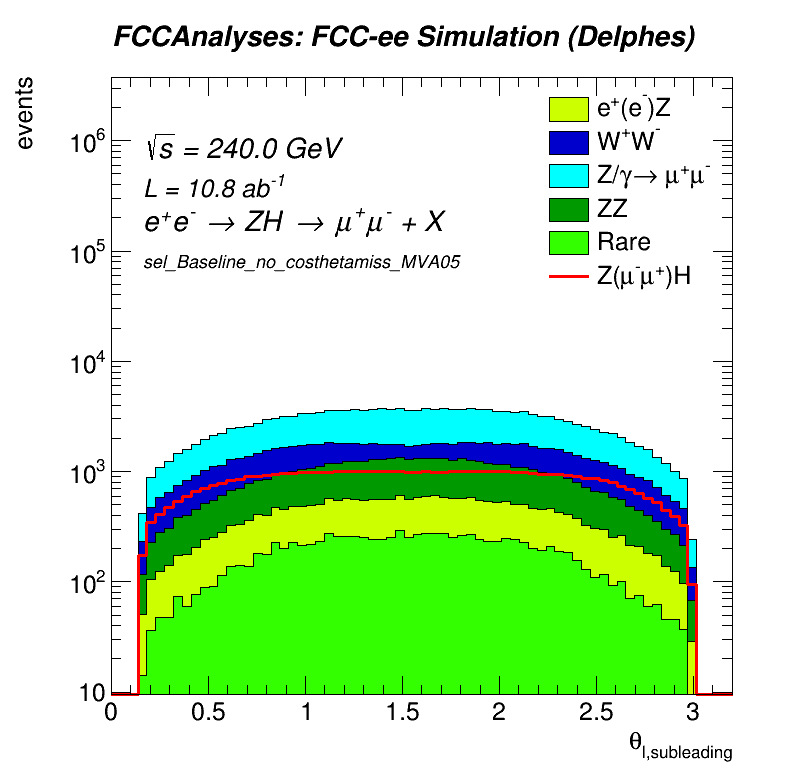 FCCAnalyses: FCC-ee Simulation (Delphes)
events
√s = 240.0 GeV
L = 10.8 ab⁻¹
e⁺e⁻ → ZH → μ⁺μ⁻ + X
sel_Baseline_no_costhetamiss_MVA05
e⁺(e⁻)Z
W⁺W⁻
Z/γ→ μ⁺μ⁻
ZZ
Rare
Z(μ⁻μ⁺)H
10⁶
10⁵
10⁴
10³
10²
10
0 0.5 1 1.5 2 2.5 3
θl,subleading